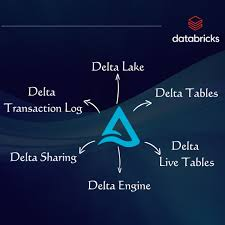 databricks
Delta Lake
Delta
Transaction Log
Delta Tables
Delta Sharing
Delta
Live Tables
Delta Engine